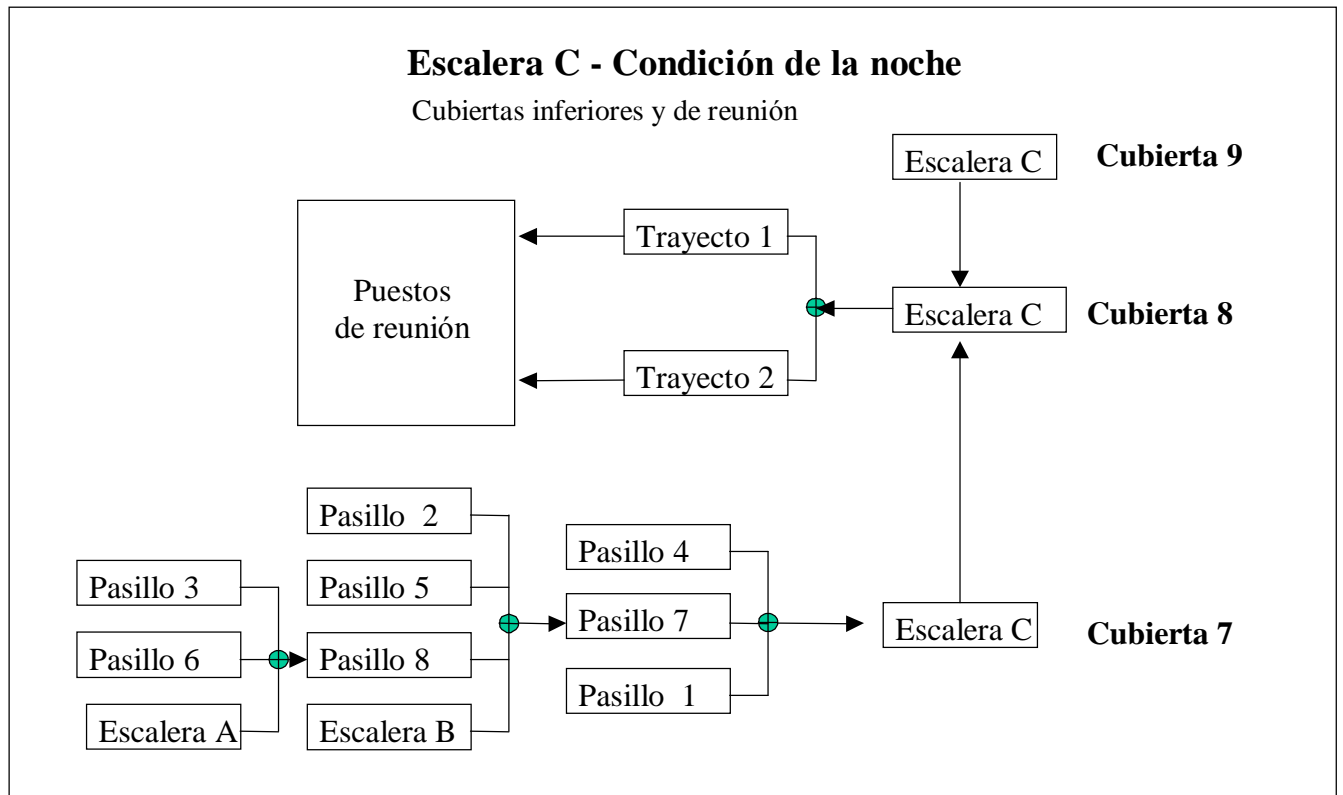 Escalera C - Condición de la noche
Cubiertas inferiores y de reunión
Escalera C
Cubierta 9
Trayecto 1
Puestos
de reunión
Escalera C
Cubierta 8
Trayecto 2
Pasillo 2
Pasillo 4
Pasillo 3
Pasillo 5
Pasillo 7
Escalera C
Cubierta 7
Pasillo 6
Pasillo 8
Pasillo 1
Escalera A
Escalera B